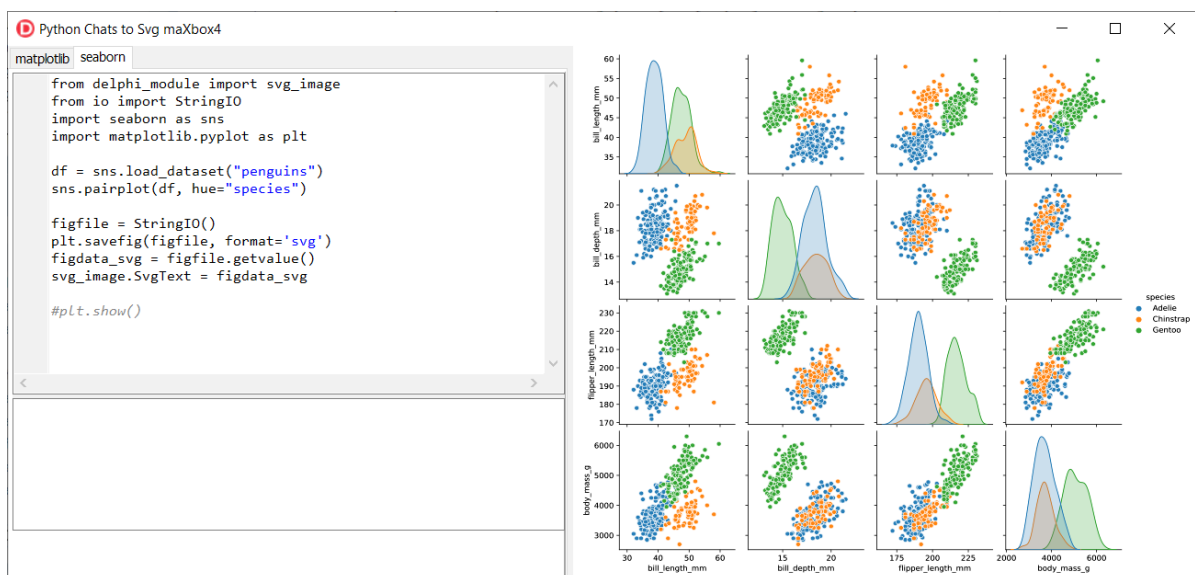 Python Chats to Svg maXbox4
matplotlib seaborn
from delphi_module import svg_image
from io import StringIO
import seaborn as sns
import matplotlib.pyplot as plt
df = sns.load_dataset("penguins")
sns.pairplot(df, hue="species")
figfile = StringIO()
plt.savefig(figfile, format='svg')
figdata_svg = figfile.getvalue()
svg_image.SvgText = figdata_svg
#plt.show()
bill_length_mm
60
55
50
45
40
35
bill_depth_mm
20
18
16
14
flipper_length_mm
230
220
210
200
190
180
170
body_mass_g
6000
5000
4000
3000
30 40 50 60
bill_length_mm
15 20
bill_depth_mm
175 200 225
flipper_length_mm
2000 4000 6000
body_mass_g
species
Adelie
Chinstrap
Gentoo